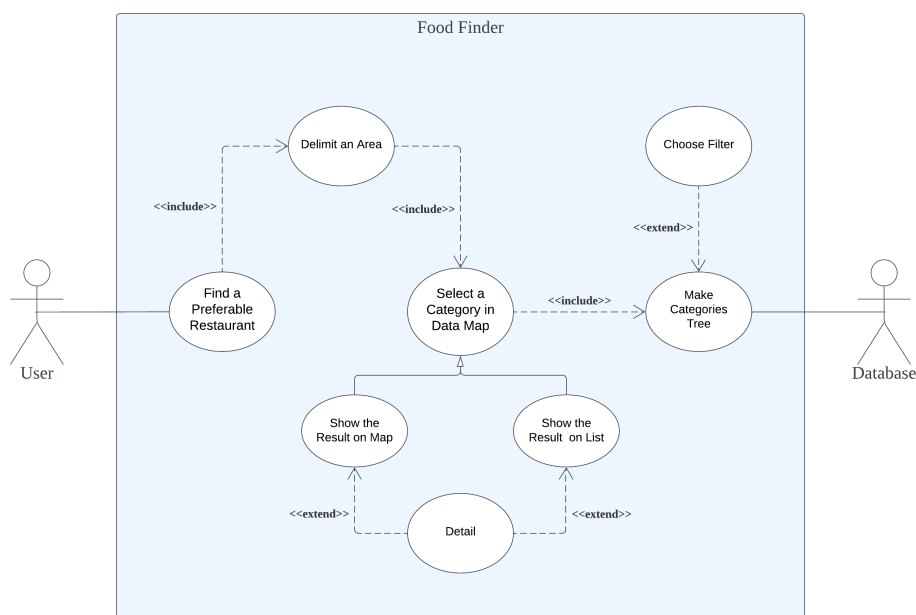 Food Finder
Delimit an Area
Choose Filter
<<include>>
<<include>>
<<extend>>
Find a
Preferable
Restaurant
Select a
Category in
Data Map
<<include>>
Make
Categories
Tree
User
Database
Show the
Result on Map
Show the
Result  on List
<<extend>>
<<extend>>
Detail